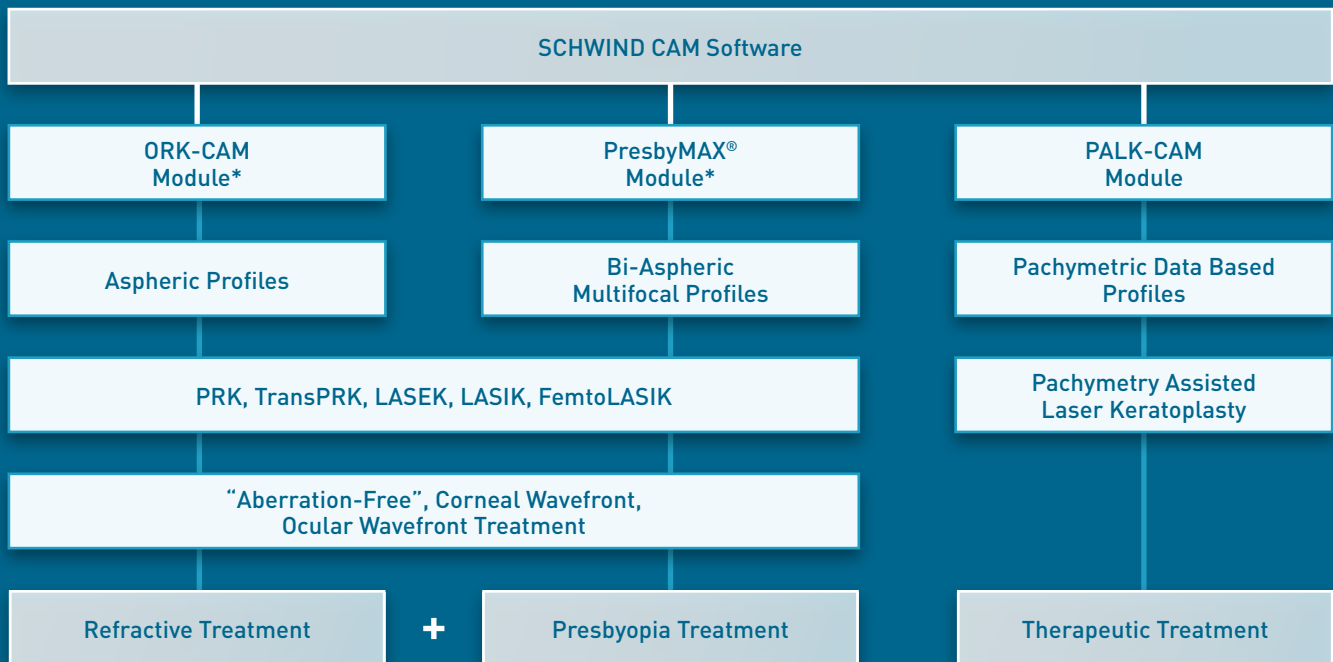 SCHWIND CAM Software
ORK-CAM
Module*
PresbyMAX®
Module*
PALK-CAM
Module
Aspheric Profiles
Bi-Aspheric
Multifocal Profiles
Pachymetric Data Based
Profiles
PRK, TransPRK, LASEK, LASIK, FemtoLASIK
Pachymetry Assisted
Laser Keratoplasty
“Aberration-Free”, Corneal Wavefront,
Ocular Wavefront Treatment
Refractive Treatment
+
Presbyopia Treatment
Therapeutic Treatment